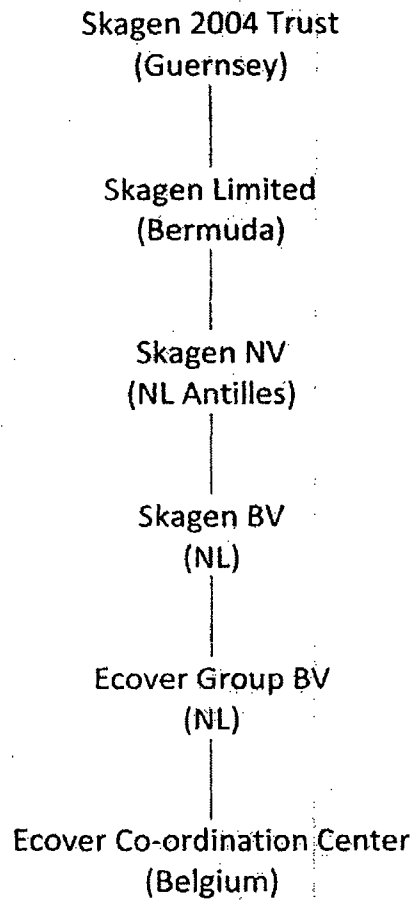 Skagen 2004 Trust
(Guernsey)
Skagen Limited
(Bermuda)
Skagen NV
(NL Antilles)
Skagen BV
(NL)
Ecover Group BV
(NL)
Ecover Co-ordination Center
(Belgium)